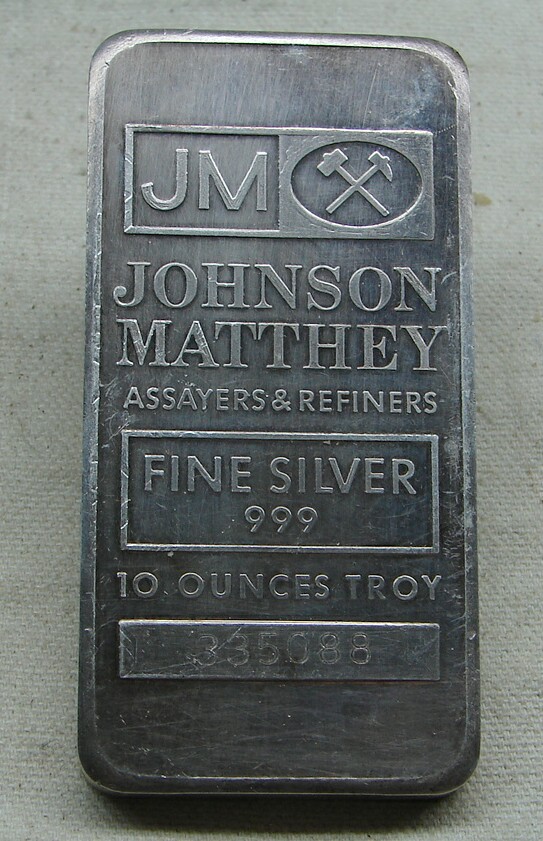 JM
JOHNSON
MATTHEY
ASSAYERS & REFINERS
FINE SILVER
999
10 OUNCES TROY
335088